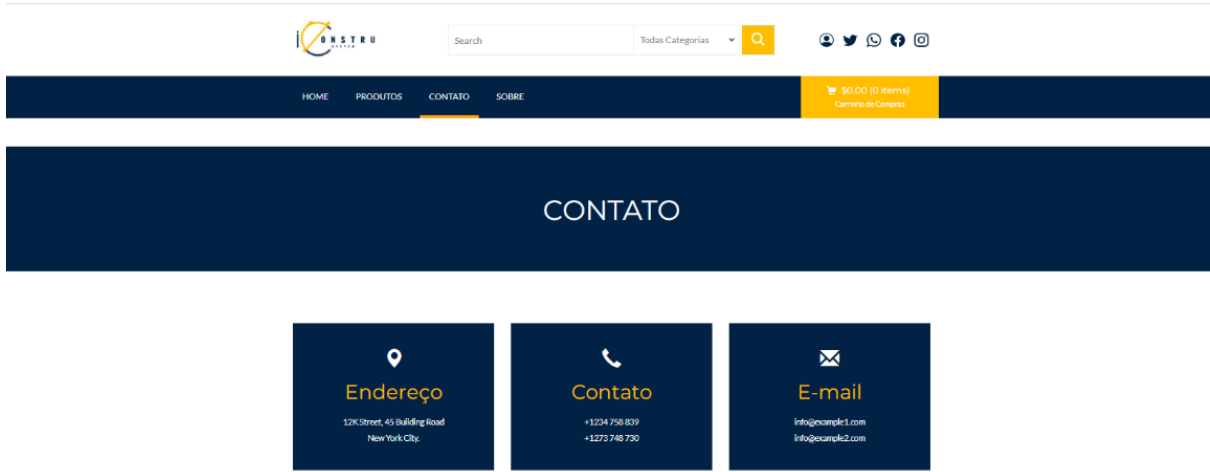 iCONSTRU
SYSTEM
Search
Todas Categorias
HOME PRODUTOS CONTATO SOBRE
$0.00 (0 items)
Carrinho de Compras
CONTATO
Endereço
12K Street, 45 Building Road
New York City.
Contato
+1234 758 839
+1273 748 730
E-mail
info@example1.com
info@example2.com